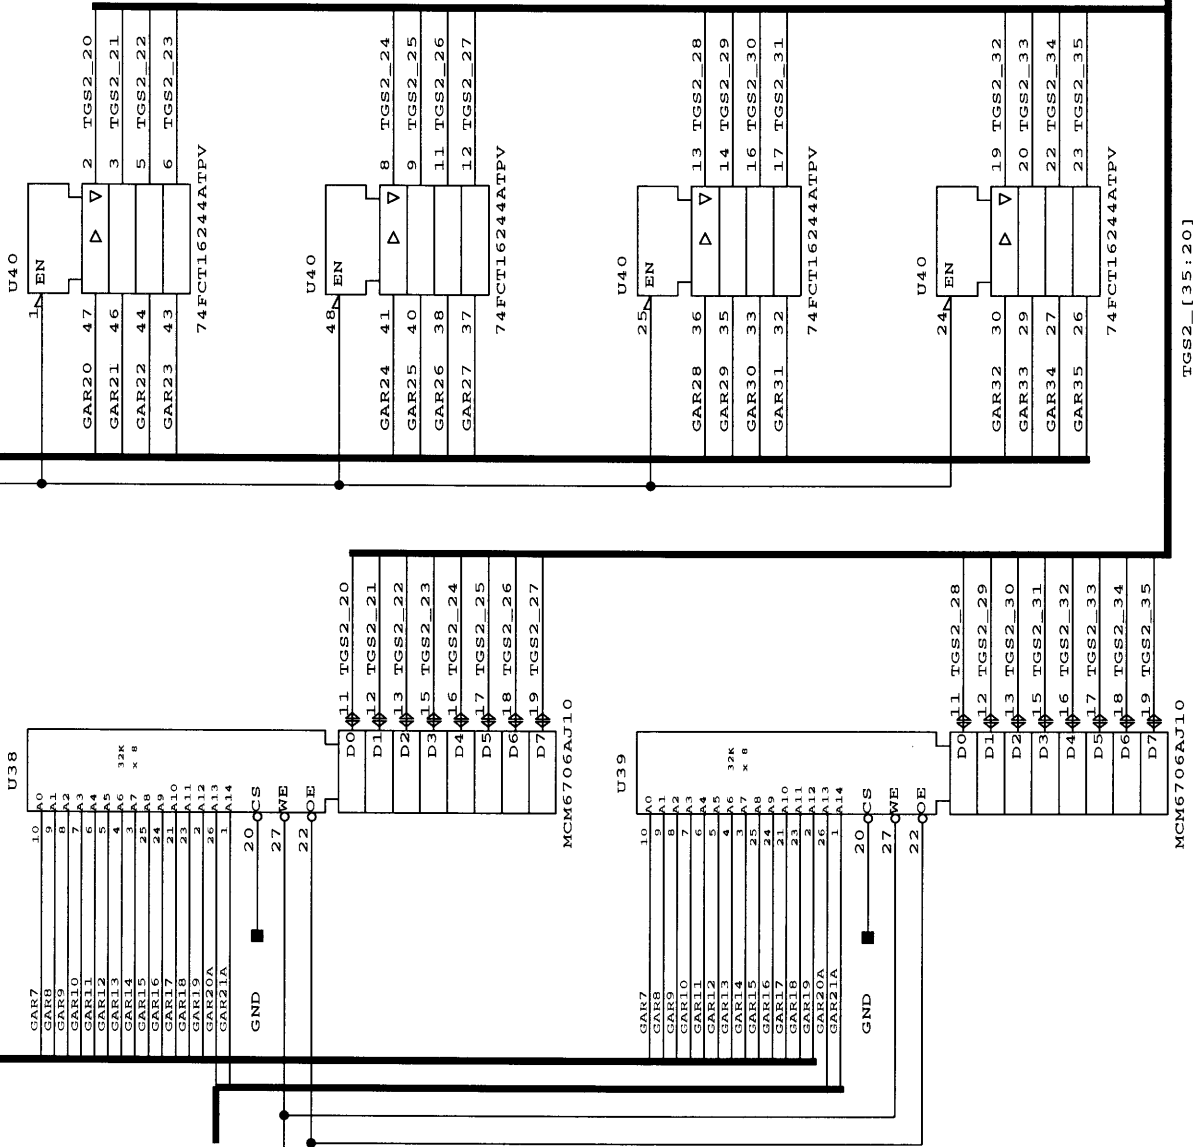 TGS2_20
TGS2_21
TGS2_22
TGS2_23
2
3
5
6
U40
EN
74FCT16244ATPV
1
47
46
44
43
GAR20
GAR21
GAR22
GAR23
TGS2_24
TGS2_25
TGS2_26
TGS2_27
8
9
11
12
U40
EN
74FCT16244ATPV
48
41
40
38
37
GAR24
GAR25
GAR26
GAR27
TGS2_28
TGS2_29
TGS2_30
TGS2_31
13
14
16
17
U40
EN
74FCT16244ATPV
25
36
35
33
32
GAR28
GAR29
GAR30
GAR31
TGS2_32
TGS2_33
TGS2_34
TGS2_35
19
20
22
23
U40
EN
74FCT16244ATPV
24
30
29
27
26
GAR32
GAR33
GAR34
GAR35
TGS2_[35:20]
11 TGS2_20
12 TGS2_21
13 TGS2_22
15 TGS2_23
16 TGS2_24
17 TGS2_25
18 TGS2_26
19 TGS2_27
U38
32K
x 8
D0
D1
D2
D3
D4
D5
D6
D7
MCM6706AJ10
A0
A1
A2
A3
A4
A5
A6
A7
A8
A9
A10
A11
A12
A13
A14
CS
WE
OE
10
9
8
7
6
5
4
3
25
24
21
23
2
26
1
20
27
22
GAR7
GAR8
GAR9
GAR10
GAR11
GAR12
GAR13
GAR14
GAR15
GAR16
GAR17
GAR18
GAR19
GAR20A
GAR21A
GND
11 TGS2_28
12 TGS2_29
13 TGS2_30
15 TGS2_31
16 TGS2_32
17 TGS2_33
18 TGS2_34
19 TGS2_35
U39
32K
x 8
D0
D1
D2
D3
D4
D5
D6
D7
MCM6706AJ10
A0
A1
A2
A3
A4
A5
A6
A7
A8
A9
A10
A11
A12
A13
A14
CS
WE
OE
10
9
8
7
6
5
4
3
25
24
21
23
2
26
1
20
27
22
GAR7
GAR8
GAR9
GAR10
GAR11
GAR12
GAR13
GAR14
GAR15
GAR16
GAR17
GAR18
GAR19
GAR20A
GAR21A
GND